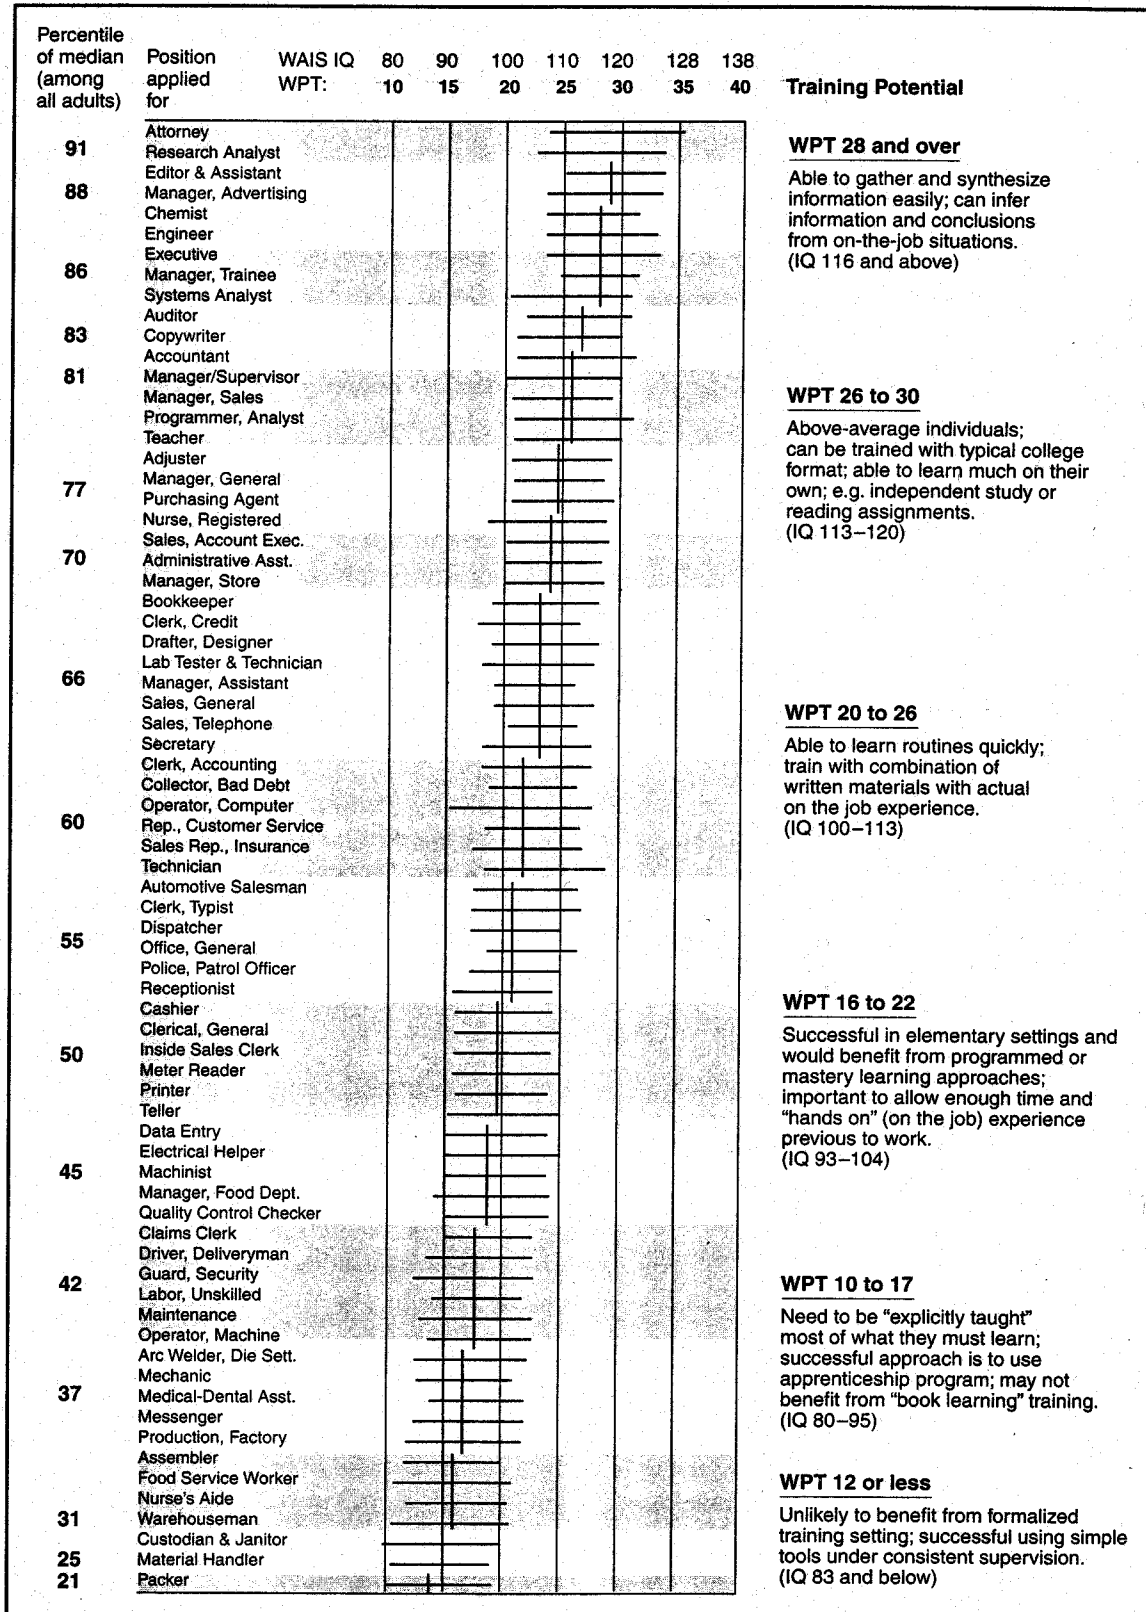 Percentile
of median
(among
all adults)
Position
applied
for
WAIS IQ 80 90 100 110 120 128 138
WPT: 10 15 20 25 30 35 40
Training Potential
91
88
86
83
81
77
70
66
60
55
50
45
42
37
31
25
21
Attorney
Research Analyst
Editor & Assistant
Manager, Advertising
Chemist
Engineer
Executive
Manager, Trainee
Systems Analyst
Auditor
Copywriter
Accountant
Manager/Supervisor
Manager, Sales
Programmer, Analyst
Teacher
Adjuster
Manager, General
Purchasing Agent
Nurse, Registered
Sales, Account Exec.
Administrative Asst.
Manager, Store
Bookkeeper
Clerk, Credit
Drafter, Designer
Lab Tester & Technician
Manager, Assistant
Sales, General
Sales, Telephone
Secretary
Clerk, Accounting
Collector, Bad Debt
Operator, Computer
Rep., Customer Service
Sales Rep., Insurance
Technician
Automotive Salesman
Clerk, Typist
Dispatcher
Office, General
Police, Patrol Officer
Receptionist
Cashier
Clerical, General
Inside Sales Clerk
Meter Reader
Printer
Teller
Data Entry
Electrical Helper
Machinist
Manager, Food Dept.
Quality Control Checker
Claims Clerk
Driver, Deliveryman
Guard, Security
Labor, Unskilled
Maintenance
Operator, Machine
Arc Welder, Die Sett.
Mechanic
Medical-Dental Asst.
Messenger
Production, Factory
Assembler
Food Service Worker
Nurse's Aide
Warehouseman
Custodian & Janitor
Material Handler
Packer
WPT 28 and over
Able to gather and synthesize
information easily; can infer
information and conclusions
from on-the-job situations.
(IQ 116 and above)
WPT 26 to 30
Above-average individuals;
can be trained with typical college
format; able to learn much on their
own; e.g. independent study or
reading assignments.
(IQ 113–120)
WPT 20 to 26
Able to learn routines quickly;
train with combination of
written materials with actual
on the job experience.
(IQ 100–113)
WPT 16 to 22
Successful in elementary settings and
would benefit from programmed or
mastery learning approaches;
important to allow enough time and
"hands on" (on the job) experience
previous to work.
(IQ 93–104)
WPT 10 to 17
Need to be "explicitly taught"
most of what they must learn;
successful approach is to use
apprenticeship program; may not
benefit from "book learning" training.
(IQ 80–95)
WPT 12 or less
Unlikely to benefit from formalized
training setting; successful using simple
tools under consistent supervision.
(IQ 83 and below)